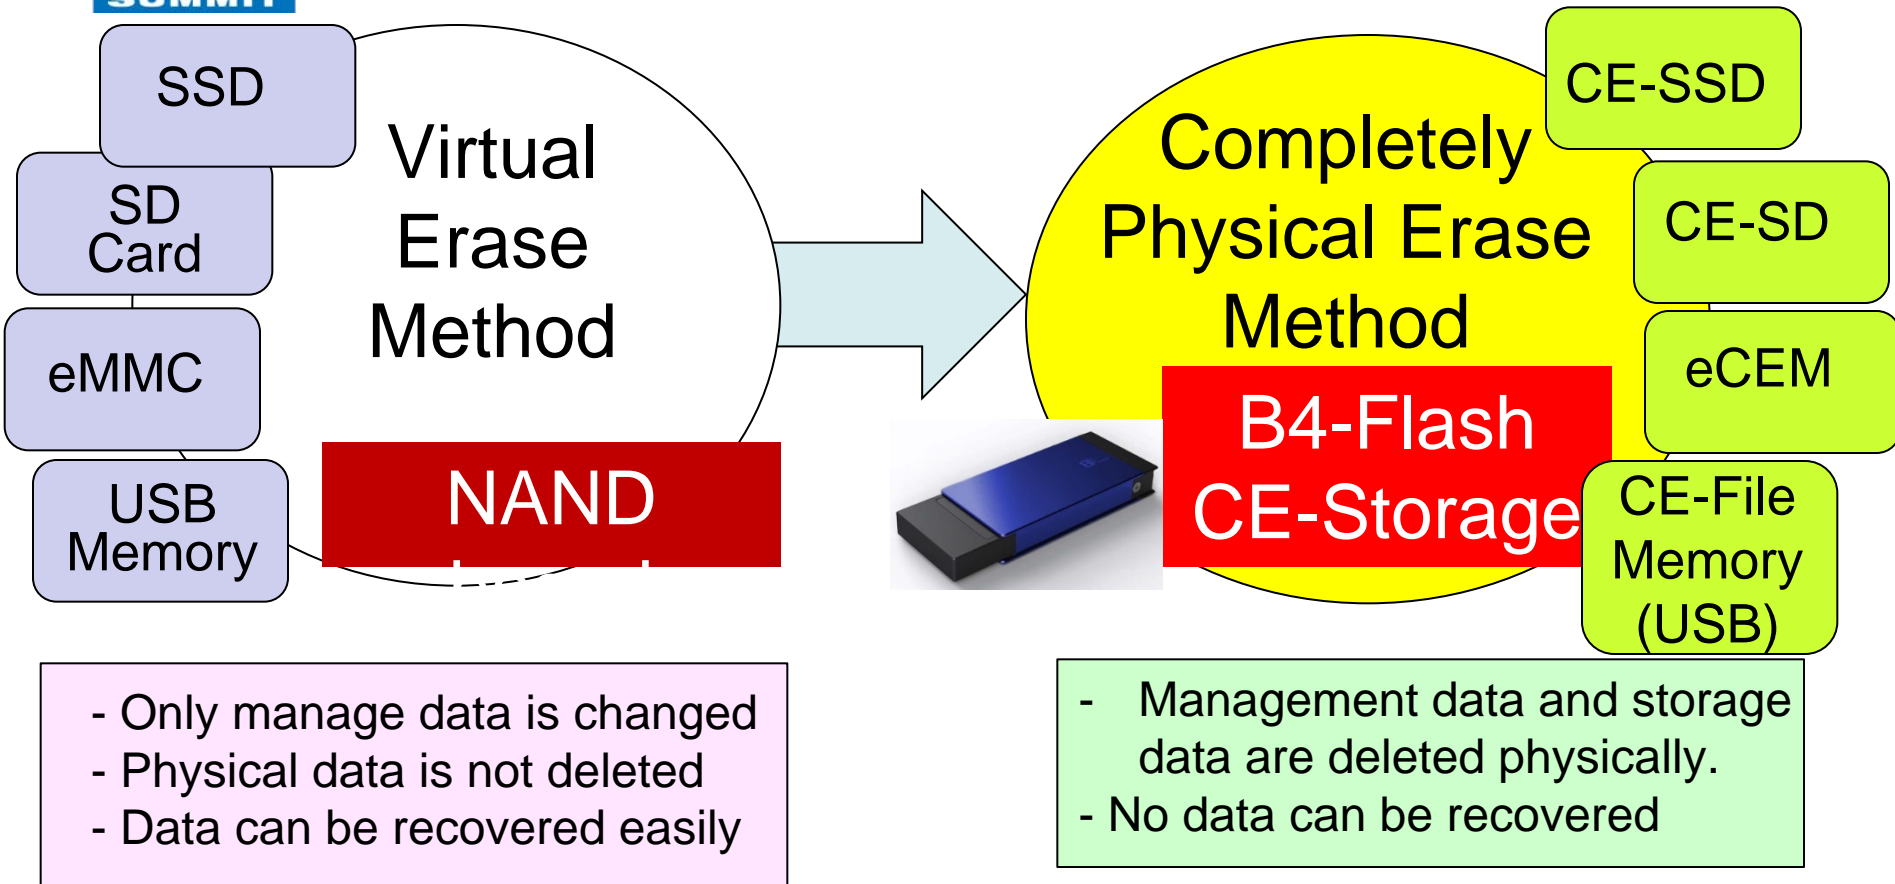 SUMMIT
SSD
SD
Card
eMMC
USB
Memory
Virtual
Erase
Method
NAND
Completely
Physical Erase
Method
B4-Flash
CE-Storage
CE-SSD
CE-SD
eCEM
CE-File
Memory
(USB)
- Only manage data is changed
- Physical data is not deleted
- Data can be recovered easily
- Management data and storage
data are deleted physically.
- No data can be recovered